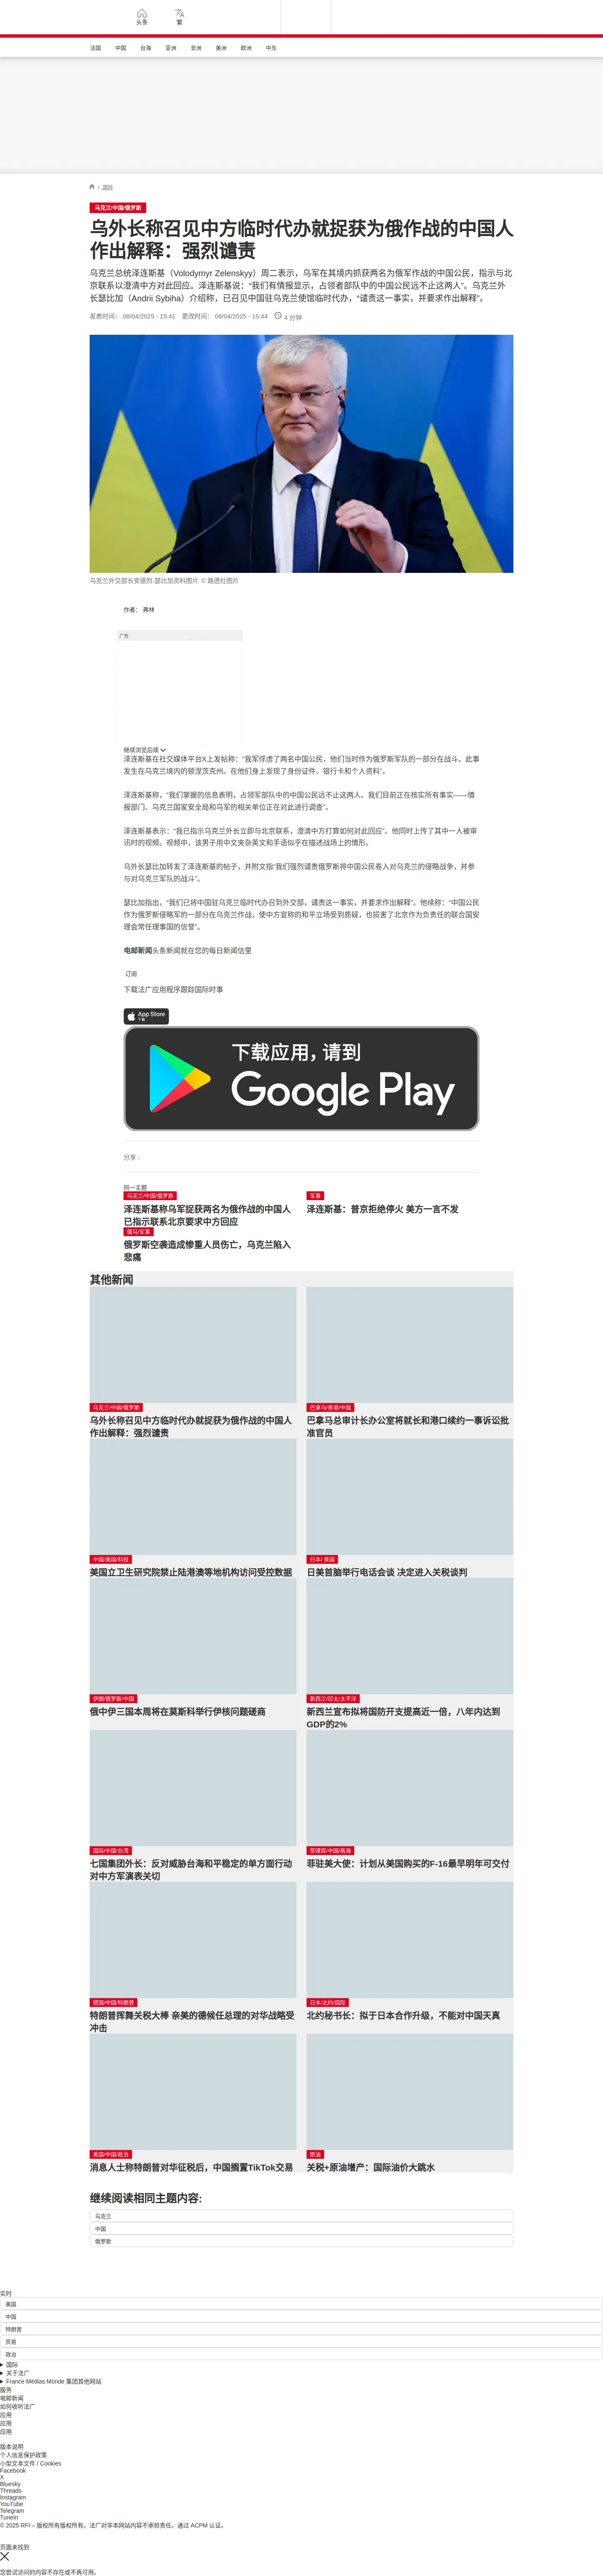 头条
繁
法国
中国
台海
亚洲
非洲
美洲
欧洲
中东
/ 国际
乌克兰/中国/俄罗斯
乌外长称召见中方临时代办就捉获为俄作战的中国人
作出解释：强烈谴责
乌克兰总统泽连斯基（Volodymyr Zelenskyy）周二表示，乌军在其境内抓获两名为俄军作战的中国公民，指示与北
京联系以澄清中方对此回应。泽连斯基说：“我们有情报显示，占领者部队中的中国公民远不止这两人”。乌克兰外
长瑟比加（Andrii Sybiha）介绍称，已召见中国驻乌克兰使馆临时代办，“谴责这一事实，并要求作出解释”。
发表时间： 08/04/2025 - 15:41 更改时间： 08/04/2025 - 15:44 4 分钟
乌克兰外交部长安德烈·瑟比加资料图片 © 路透社图片
作者： 弗林
广告
继续浏览后续
泽连斯基在社交媒体平台X上发帖称：“我军俘虏了两名中国公民，他们当时作为俄罗斯军队的一部分在战斗。此事
发生在乌克兰境内的顿涅茨克州。在他们身上发现了身份证件、银行卡和个人资料”。
泽连斯基称，“我们掌握的信息表明，占领军部队中的中国公民远不止这两人。我们目前正在核实所有事实——情
报部门、乌克兰国家安全局和乌军的相关单位正在对此进行调查”。
泽连斯基表示：“我已指示乌克兰外长立即与北京联系，澄清中方打算如何对此回应”。他同时上传了其中一人被审
讯时的视频。视频中，该男子用中文夹杂英文和手语似乎在描述战场上的情形。
乌外长瑟比加转发了泽连斯基的帖子，并附文指“我们强烈谴责俄罗斯将中国公民卷入对乌克兰的侵略战争，并参
与对乌克兰军队的战斗”。
瑟比加指出，“我们已将中国驻乌克兰临时代办召到外交部，谴责这一事实，并要求作出解释”。他续称：“中国公民
作为俄罗斯侵略军的一部分在乌克兰作战，使中方宣称的和平立场受到质疑，也损害了北京作为负责任的联合国安
理会常任理事国的信誉”。
电邮新闻头条新闻就在您的每日新闻信里
订阅
下载法广应用程序跟踪国际时事
App Store
下载
下载应用，请到
Google Play
分享 :
同一主题
乌克兰/中国/俄罗斯
泽连斯基称乌军捉获两名为俄作战的中国人
已指示联系北京要求中方回应
军事
泽连斯基：普京拒绝停火 美方一言不发
俄乌/军事
俄罗斯空袭造成惨重人员伤亡，乌克兰陷入
悲痛
其他新闻
乌克兰/中国/俄罗斯
乌外长称召见中方临时代办就捉获为俄作战的中国人
作出解释：强烈谴责
巴拿马/香港/中国
巴拿马总审计长办公室将就长和港口续约一事诉讼批
准官员
中国/美国/科技
美国立卫生研究院禁止陆港澳等地机构访问受控数据
日本/ 美国
日美首脑举行电话会谈 决定进入关税谈判
伊朗/俄罗斯/中国
俄中伊三国本周将在莫斯科举行伊核问题磋商
新西兰/印太/太平洋
新西兰宣布拟将国防开支提高近一倍，八年内达到
GDP的2%
国际/中国/台湾
七国集团外长：反对威胁台海和平稳定的单方面行动
对中方军演表关切
菲律宾/中国/南海
菲驻美大使：计划从美国购买的F-16最早明年可交付
德国/中国/特朗普
特朗普挥舞关税大棒 亲美的德候任总理的对华战略受
冲击
日本/北约/国际
北约秘书长：拟于日本合作升级，不能对中国天真
美国/中国/政治
消息人士称特朗普对华征税后，中国搁置TikTok交易
原油
关税+原油增产：国际油价大跳水
继续阅读相同主题内容:
乌克兰
中国
俄罗斯
实时
美国
中国
特朗普
贸易
政治
国际
关于法广
France Médias Monde 集团其他网站
服务
电邮新闻
如何收听法广
应用
应用
应用
版本说明
个人信息保护政策
小型文本文件 / Cookies
Facebook
X
Bluesky
Threads
Instagram
YouTube
Telegram
TuneIn
© 2025 RFI – 版权所有版权所有。法广对非本网站内容不承担责任。通过 ACPM 认证。
页面未找到
您尝试访问的内容不存在或不再可用。